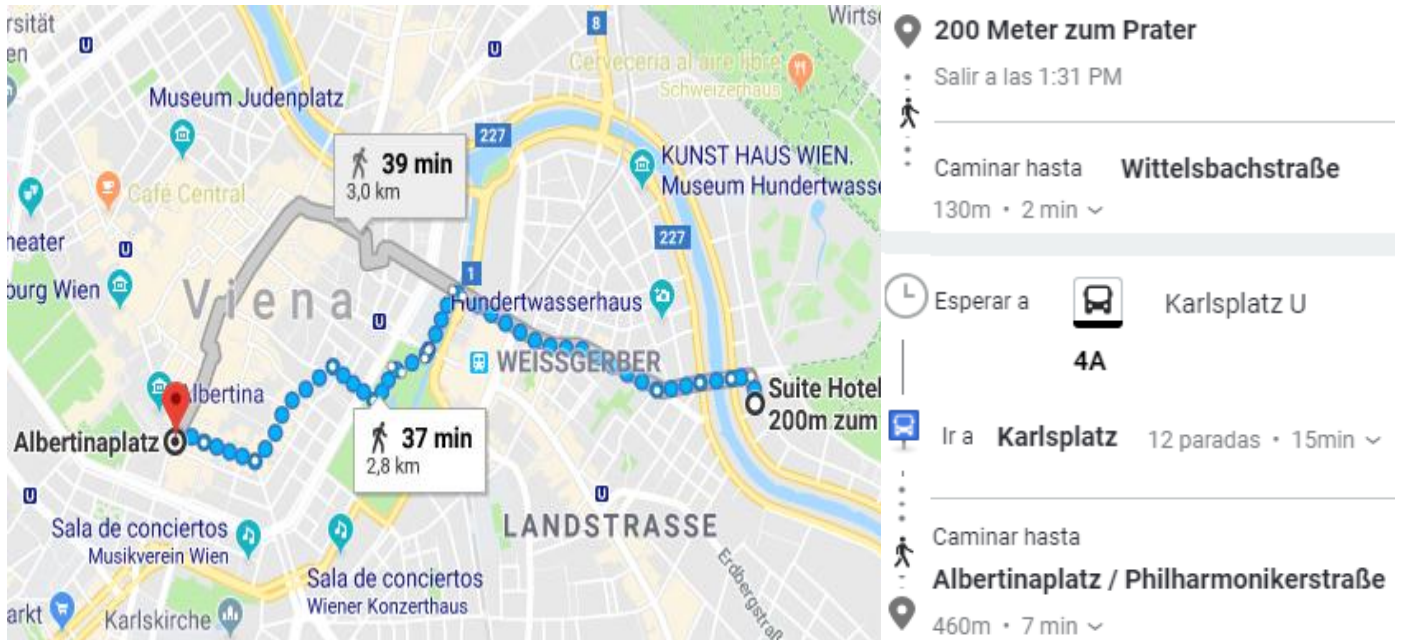 rsität
en
8
Wirts
Cervecería al aire libre
Schweizerhaus
Museum Judenplatz
227
39 min
3,0 km
KUNST HAUS WIEN.
Museum Hundertwasse
Café Central
heater
227
burg Wien
1
Viena
Hundertwasserhaus
WEISSGERBER
Albertina
Suite Hotel
200m zum
Albertinaplatz
37 min
2,8 km
LANDSTRASSE
Sala de conciertos
Musikverein Wien
Sala de conciertos
Wiener Konzerthaus
Erdbergstraß
arkt
Karlskirche
200 Meter zum Prater
Salir a las 1:31 PM
Caminar hasta Wittelsbachstraße
130m • 2 min
Esperar a Karlsplatz U
4A
Ir a Karlsplatz 12 paradas • 15min
Caminar hasta
Albertinaplatz / Philharmonikerstraße
460m • 7 min